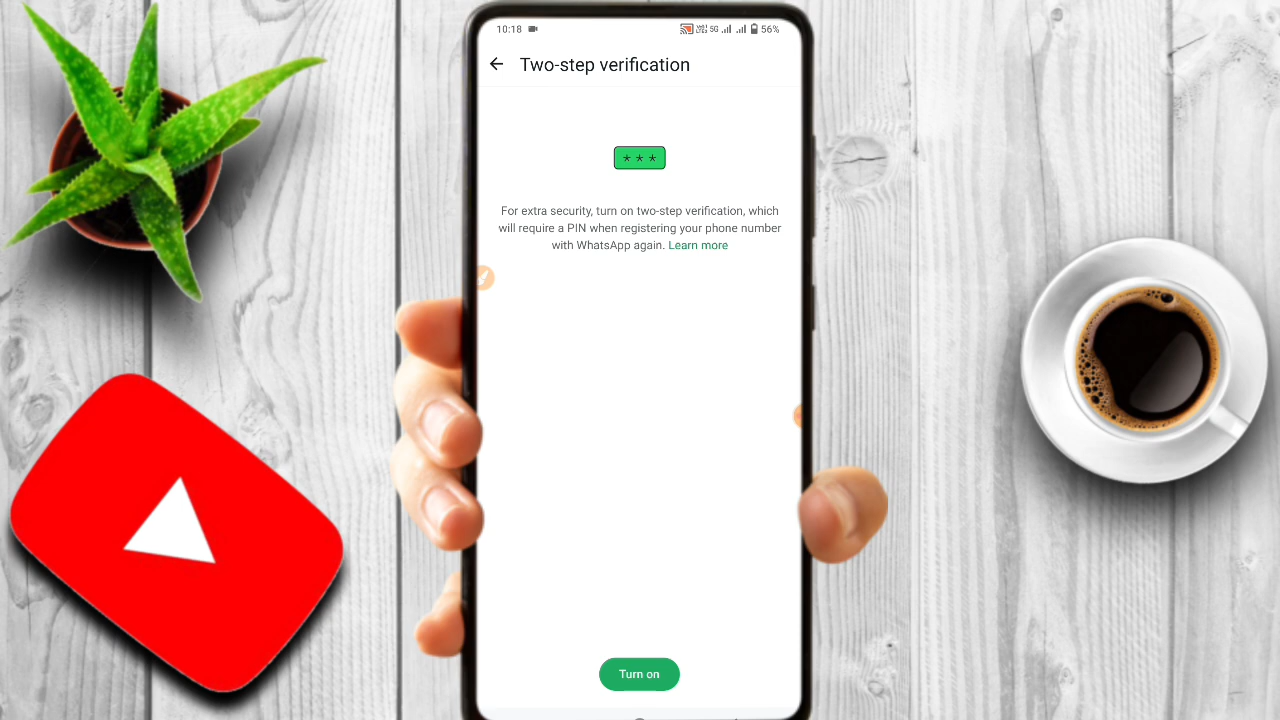 10:18 5G 56%
Two-step verification
***
For extra security, turn on two-step verification, which
will require a PIN when registering your phone number
with WhatsApp again. Learn more
Turn on